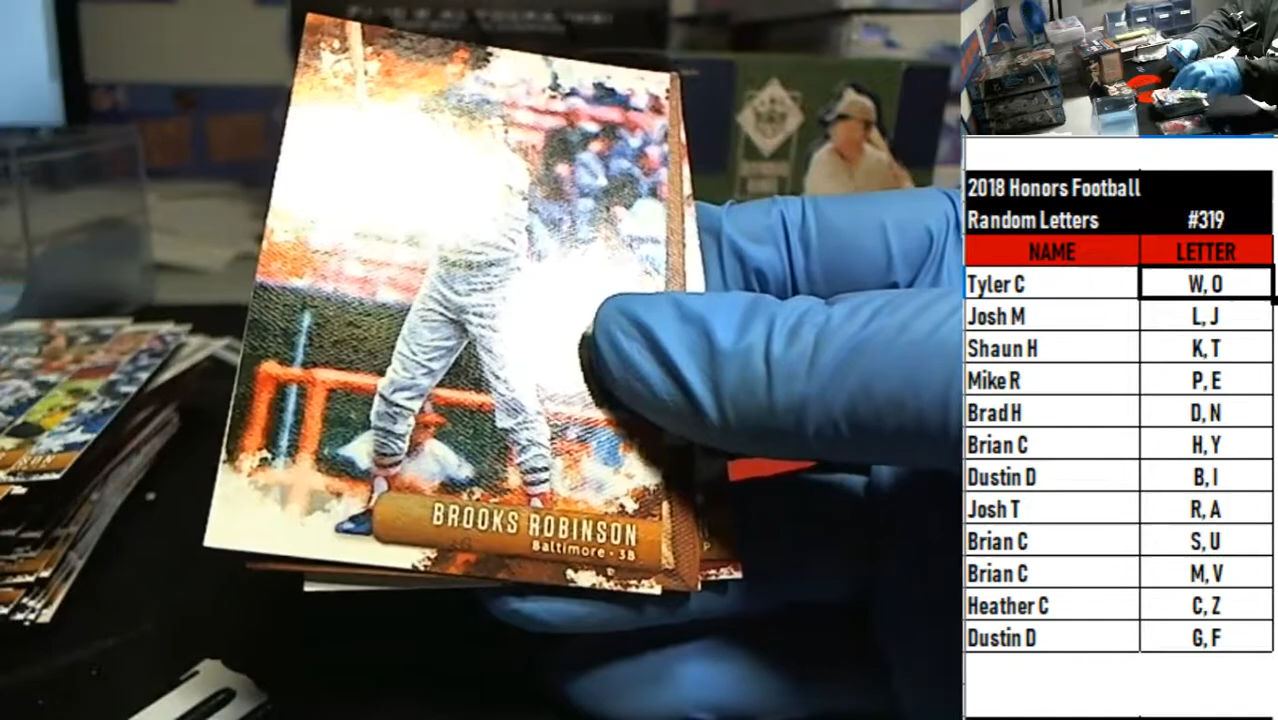 BROOKS ROBINSON
Baltimore · 3B
2018 Honors Football
Random Letters #319
NAME LETTER
Tyler C W, O
Josh M L, J
Shaun H K, T
Mike R P, E
Brad H D, N
Brian C H, Y
Dustin D B, I
Josh T R, A
Brian C S, U
Brian C M, V
Heather C C, Z
Dustin D G, F